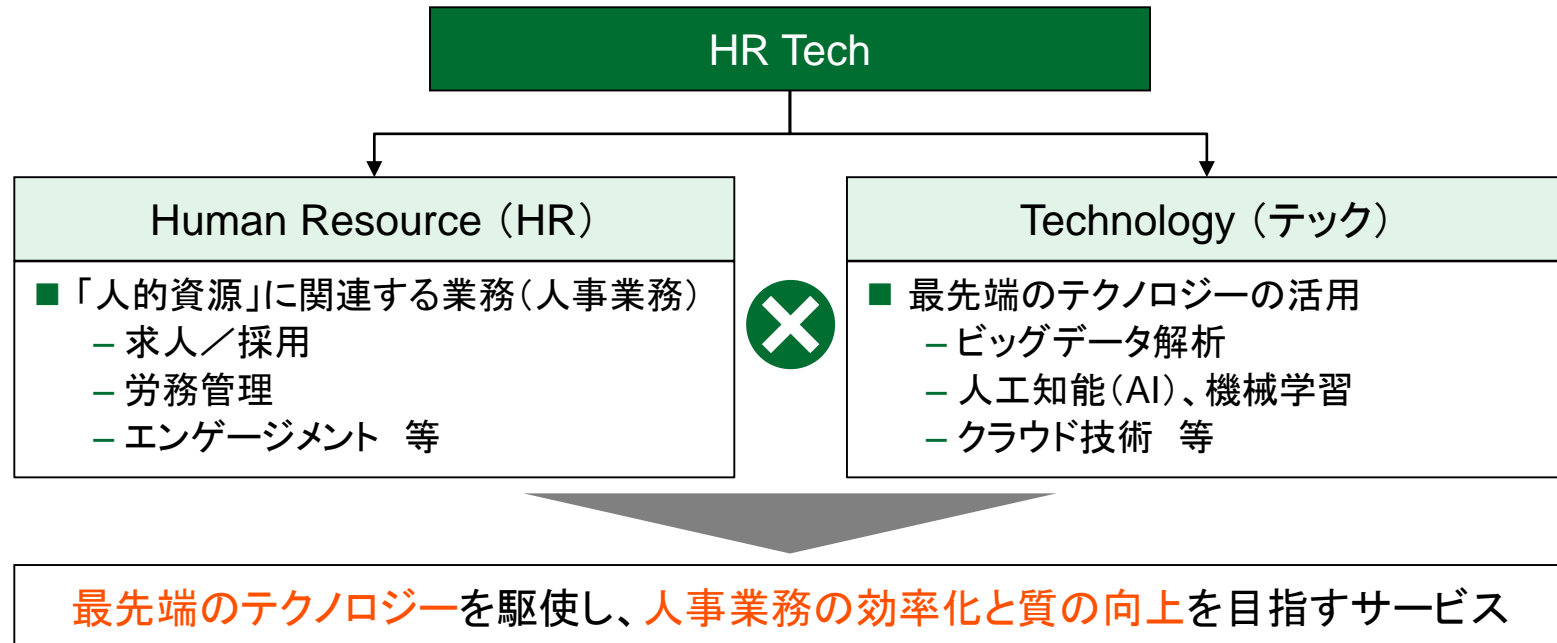 HR Tech
Human Resource（HR）
■ 「人的資源」に関連する業務（人事業務）
– 求人／採用
– 労務管理
– エンゲージメント　等
Technology（テック）
■ 最先端のテクノロジーの活用
– ビッグデータ解析
– 人工知能（AI）、機械学習
– クラウド技術　等
最先端のテクノロジーを駆使し、人事業務の効率化と質の向上を目指すサービス